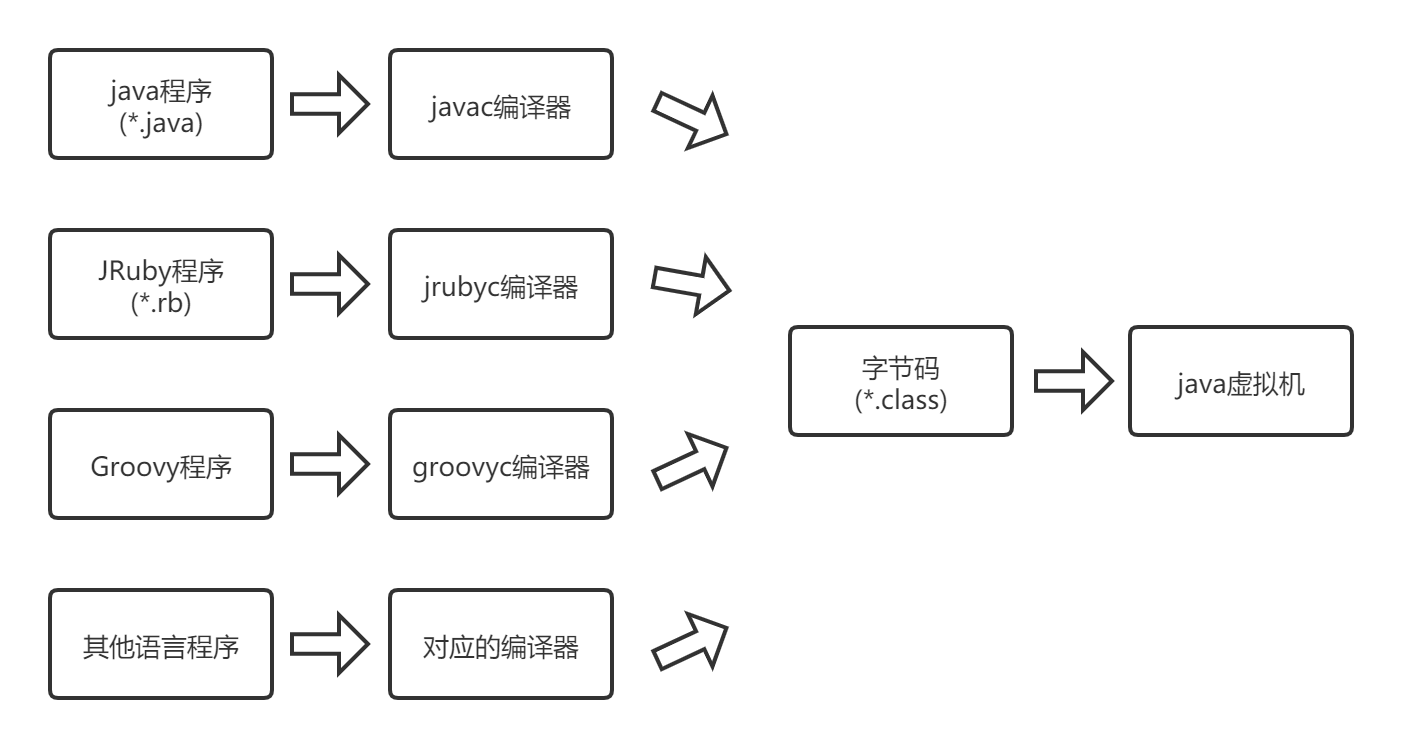 java程序
(*.java)
javac编译器
JRuby程序
(*.rb)
jrubyc编译器
字节码
(*.class)
java虚拟机
Groovy程序
groovyc编译器
其他语言程序
对应的编译器